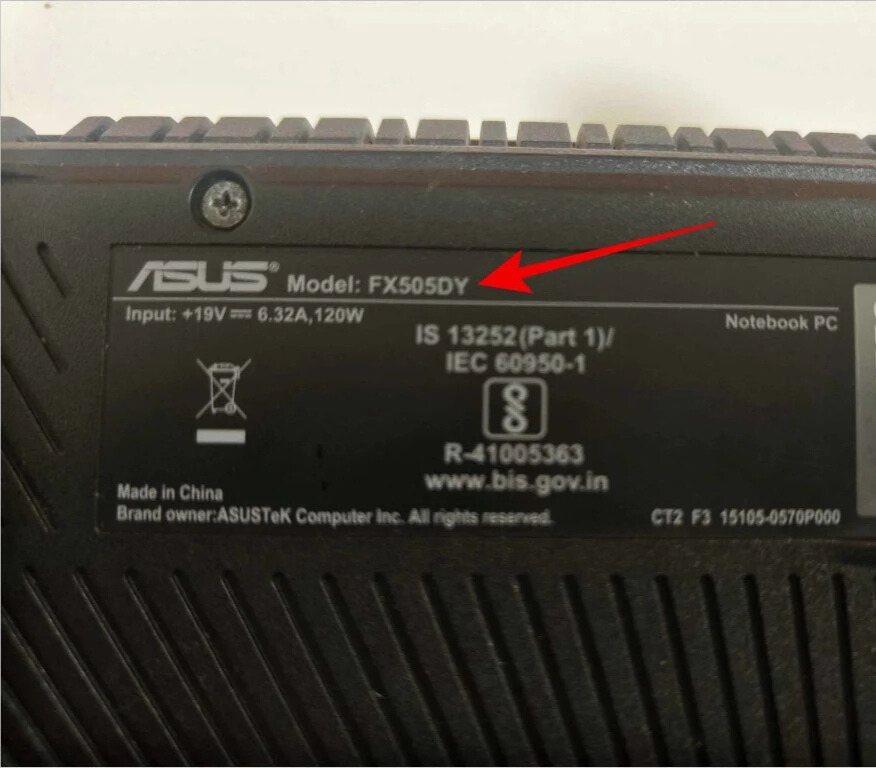 ASUS® Model: FX505DY
Input: +19V ⎓ 6.32A,120W
Notebook PC
IS 13252(Part 1)/
IEC 60950-1
R-41005363
www.bis.gov.in
Made in China
Brand owner:ASUSTeK Computer Inc. All rights reserved.
CT2 F3 15105-0570P000